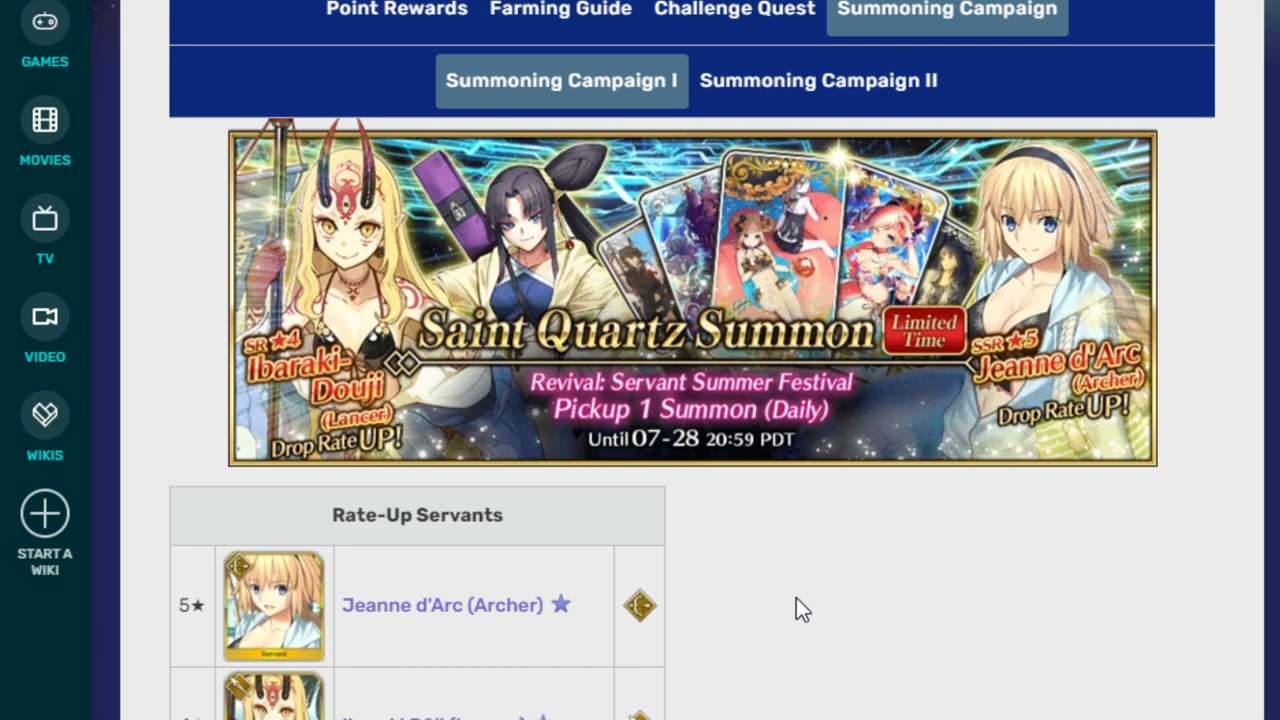 Point Rewards Farming Guide Challenge Quest Summoning Campaign
Summoning Campaign I Summoning Campaign II
GAMES
MOVIES
TV
VIDEO
WIKIS
START A
WIKI
SR ★4
Ibaraki-
Douji
(Lancer)
Drop Rate UP!
Saint Quartz Summon
Limited
Time
Revival: Servant Summer Festival
Pickup 1 Summon (Daily)
Until 07-28 20:59 PDT
SSR ★5
Jeanne d'Arc
(Archer)
Drop Rate UP!
Rate-Up Servants
5★ Jeanne d'Arc (Archer) ★
Servant